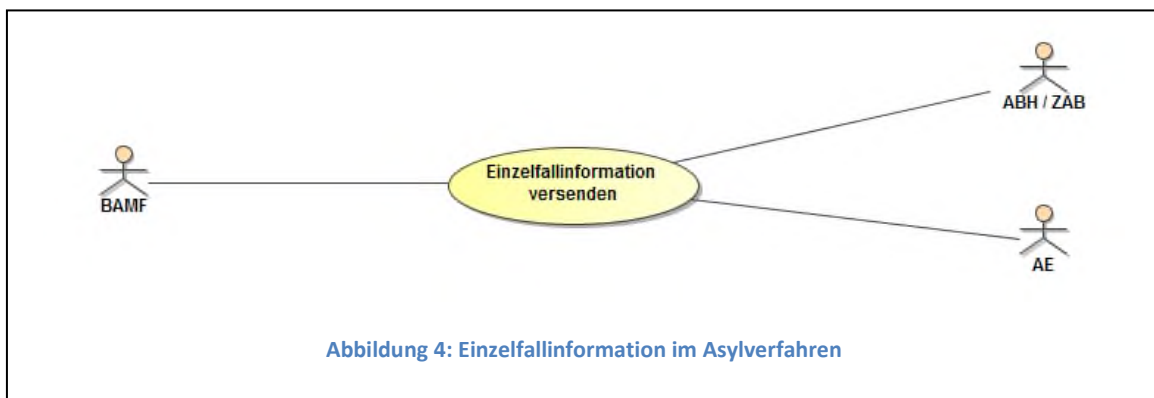 ABH / ZAB
Einzelfallinformation
versenden
BAMF
AE
Abbildung 4: Einzelfallinformation im Asylverfahren